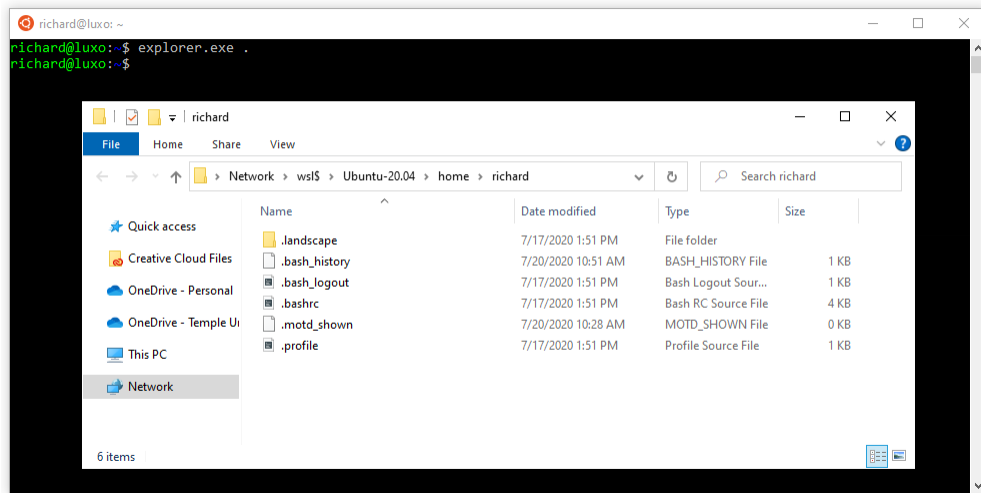 richard@luxo: ~
richard@luxo:~$ explorer.exe .
richard@luxo:~$
richard
File Home Share View
Network > wsl$ > Ubuntu-20.04 > home > richard
Search richard
Name Date modified Type Size
Quick access
Creative Cloud Files
OneDrive - Personal
OneDrive - Temple U
This PC
Network
.landscape 7/17/2020 1:51 PM File folder
.bash_history 7/20/2020 10:51 AM BASH_HISTORY File 1 KB
.bash_logout 7/17/2020 1:51 PM Bash Logout Sour... 1 KB
.bashrc 7/17/2020 1:51 PM Bash RC Source File 4 KB
.motd_shown 7/20/2020 10:28 AM MOTD_SHOWN File 0 KB
.profile 7/17/2020 1:51 PM Profile Source File 1 KB
6 items